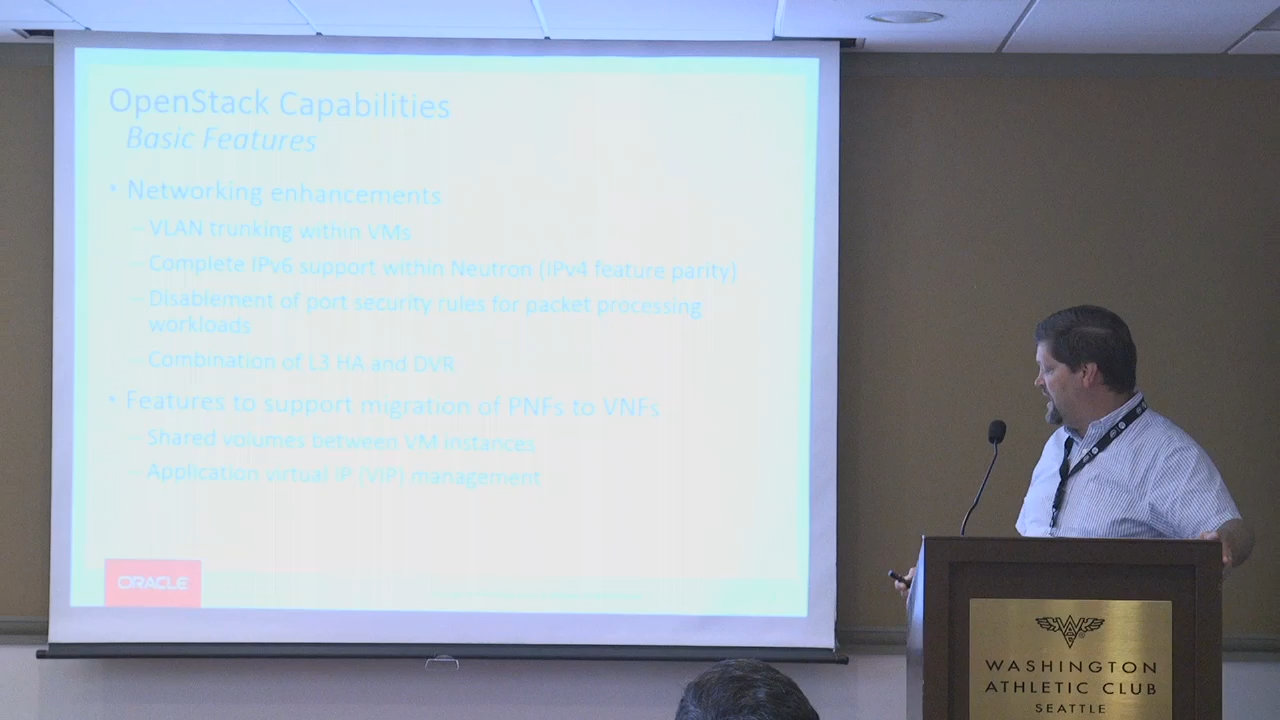 OpenStack Capabilities
Basic Features
• Networking enhancements
– VLAN trunking within VMs
– Complete IPv6 support within Neutron (IPv4 feature parity)
– Disablement of port security rules for packet processing
workloads
– Combination of L3 HA and DVR
• Features to support migration of PNFs to VNFs
– Shared volumes between VM instances
– Application virtual IP (VIP) management
ORACLE
WASHINGTON
ATHLETIC CLUB
SEATTLE